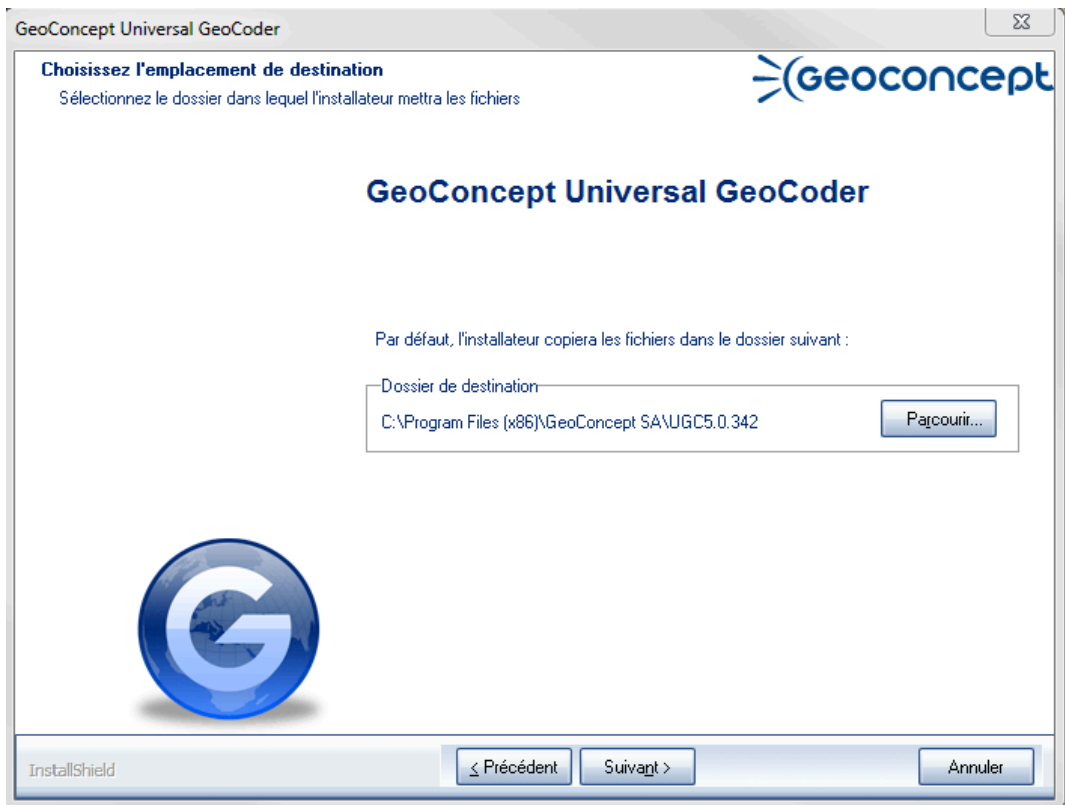 GeoConcept Universal GeoCoder
Choisissez l'emplacement de destination
Sélectionnez le dossier dans lequel l'installateur mettra les fichiers
geoconcept
GeoConcept Universal GeoCoder
Par défaut, l'installateur copiera les fichiers dans le dossier suivant :
Dossier de destination
C:\Program Files (x86)\GeoConcept SA\UGC5.0.342
Parcourir...
G
InstallShield
< Précédent
Suivant >
Annuler